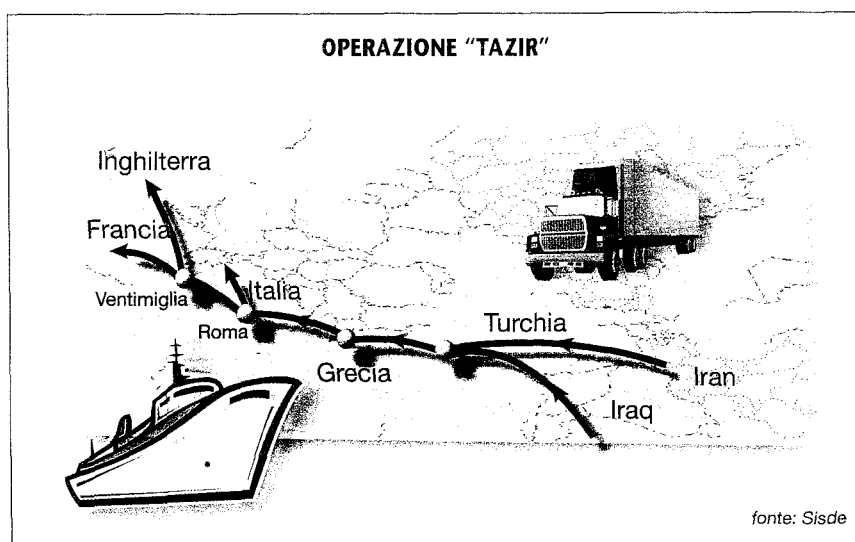 OPERAZIONE "TAZIR"
Inghilterra
Francia
Ventimiglia
Italia
Roma
Turchia
Grecia
Iran
Iraq
fonte: Sisde